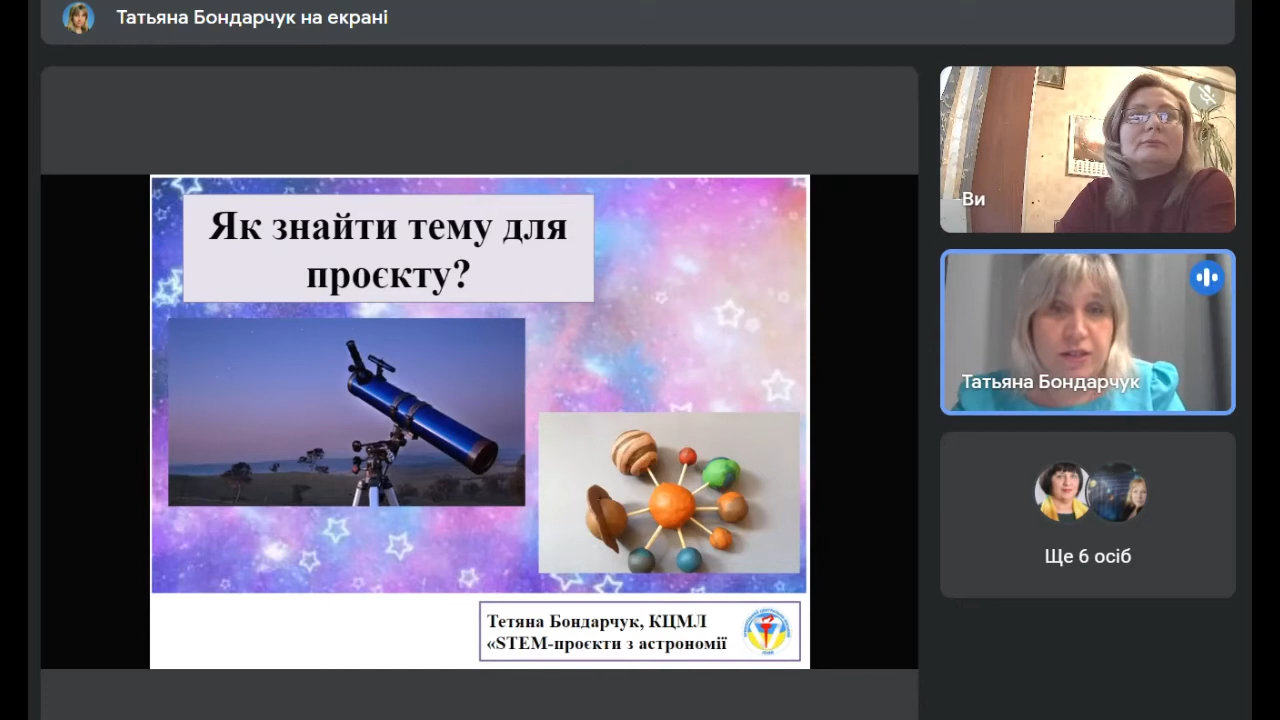 Татьяна Бондарчук на екрані
Як знайти тему для
проєкту?
Тетяна Бондарчук, КЦМЛ
«STEM-проєкти з астрономії
Ви
Татьяна Бондарчук
Ще 6 осіб